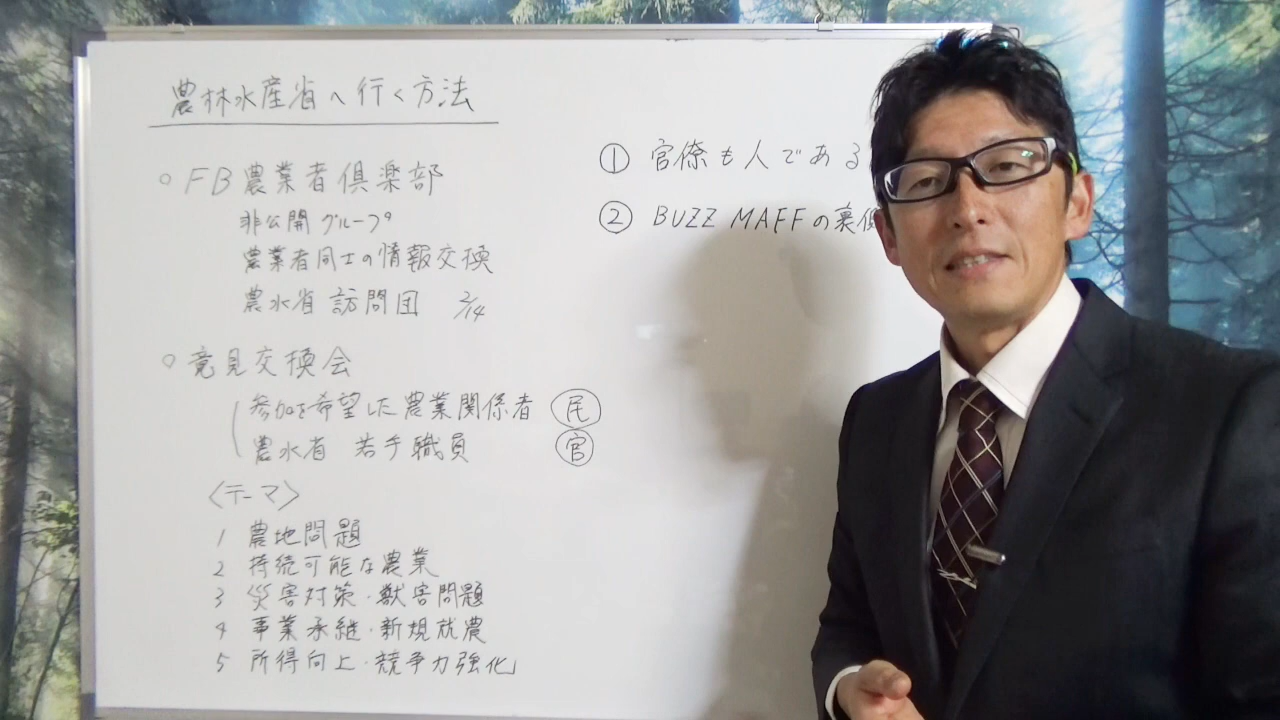 農林水産省へ行く方法
○ FB農業者倶楽部
非公開グループ
農業者同士の情報交換
農水省 訪問団 2/14
○ 意見交換会
参加を希望した農業関係者 民
農水省 若手職員 官
〈テーマ〉
1 農地問題
2 持続可能な農業
3 災害対策・獣害問題
4 事業承継・新規就農
5 所得向上・競争力強化
① 官僚も人である
② BUZZ MAFFの裏